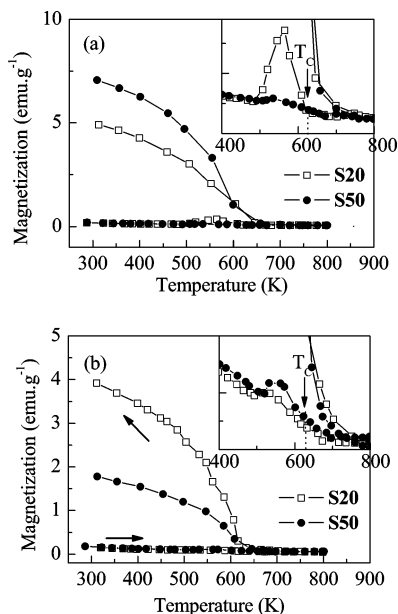 (a)
10
5
0
Magnetization (emu.g-1)
T C
400 600 800
S20
S50
300 400 500 600 700 800 900
Temperature (K)
(b)
5
4
3
2
1
0
Magnetization (emu.g-1)
T C
400 600 800
S20
S50
300 400 500 600 700 800 900
Temperature (K)